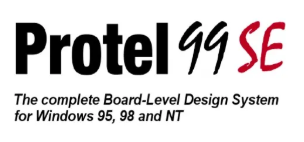 Protel 99 SE
The complete Board-Level Design System
for Windows 95, 98 and NT